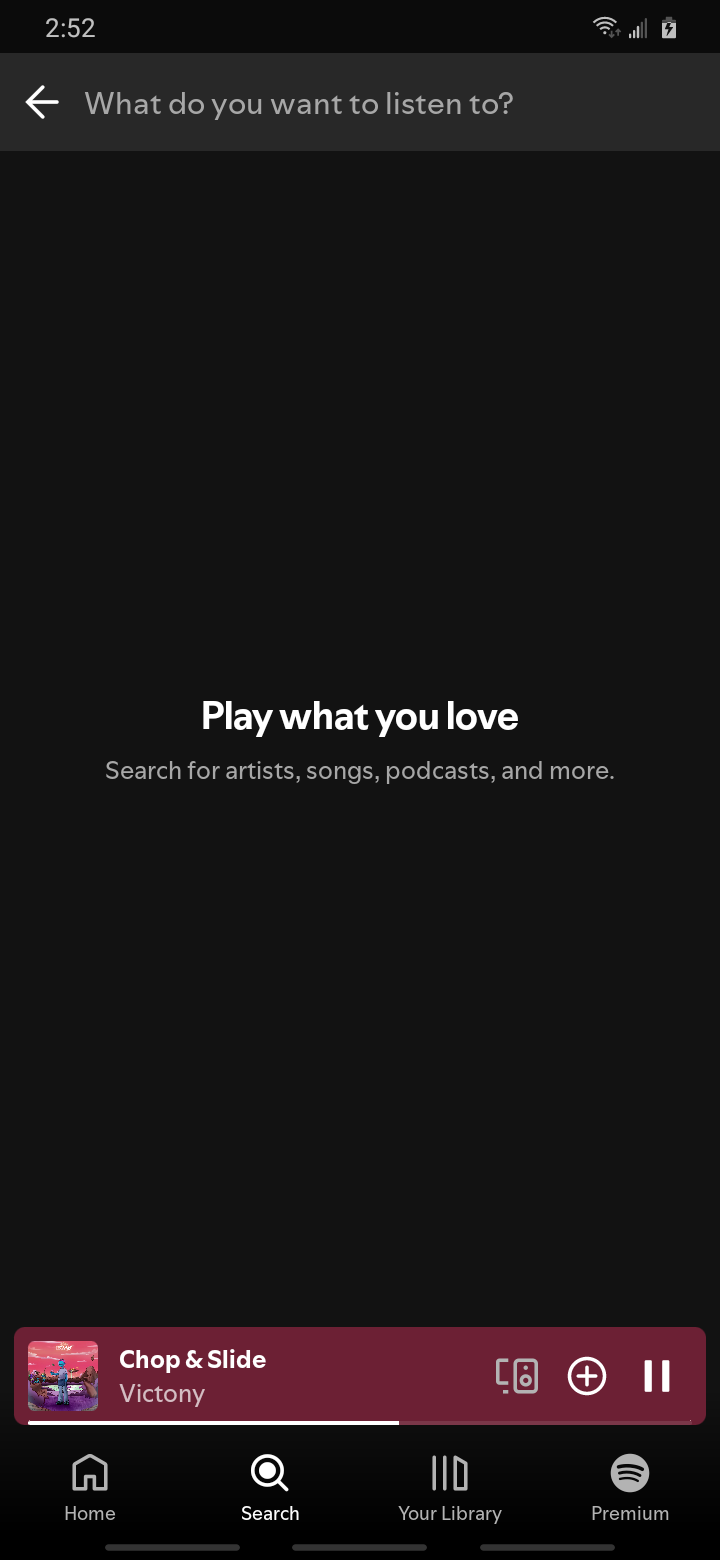 2:52
What do you want to listen to?
Play what you love
Search for artists, songs, podcasts, and more.
Chop & Slide
Victony
Home
Search
Your Library
Premium